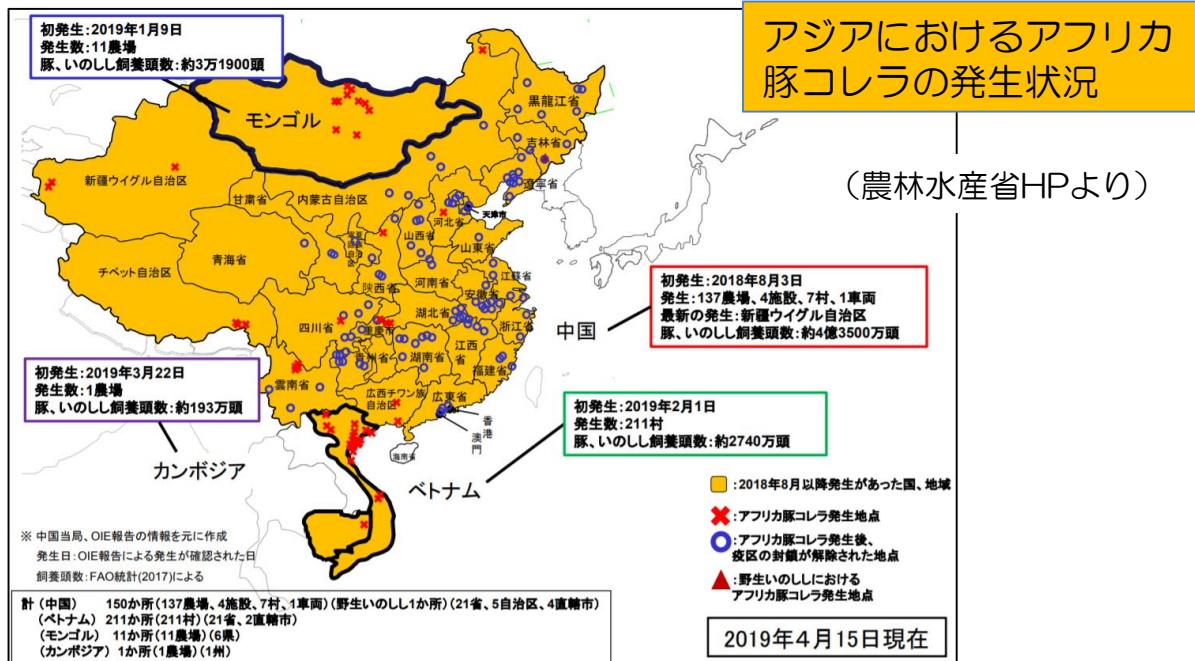 アジアにおけるアフリカ
豚コレラの発生状況
(農林水産省HPより)
初発生:2019年1月9日
発生数:11農場
豚、いのしし飼養頭数:約3万1900頭
モンゴル
黒龍江省
吉林省
遼寧省
新疆ウイグル自治区
甘粛省
内蒙古自治区
河北省
天津市
山西省
山東省
青海省
チベット自治区
陝西省
河南省
江蘇省
安徽省
湖北省
浙江省
四川省
重慶市
貴州省
湖南省
江西
省
福建省
雲南省
広西チワン族
自治区
広東省
香港
澳門
海南省
初発生:2018年8月3日
発生:137農場、4施設、7村、1車両
最新の発生:新疆ウイグル自治区
豚、いのしし飼養頭数:約4億3500万頭
中国
初発生:2019年3月22日
発生数:1農場
豚、いのしし飼養頭数:約193万頭
カンボジア
初発生:2019年2月1日
発生数:211村
豚、いのしし飼養頭数:約2740万頭
ベトナム
:2018年8月以降発生があった国、地域
:アフリカ豚コレラ発生地点
:アフリカ豚コレラ発生後、
疫区の封鎖が解除された地点
:野生いのししにおける
アフリカ豚コレラ発生地点
※ 中国当局、OIE報告の情報を元に作成
発生日:OIE報告による発生が確認された日
飼養頭数:FAO統計(2017)による
計 (中国) 150か所(137農場、4施設、7村、1車両)(野生いのしし1か所)(21省、5自治区、4直轄市)
(ベトナム) 211か所(211村)(21省、2直轄市)
(モンゴル) 11か所(11農場)(6県)
(カンボジア) 1か所(1農場)(1州)
2019年4月15日現在